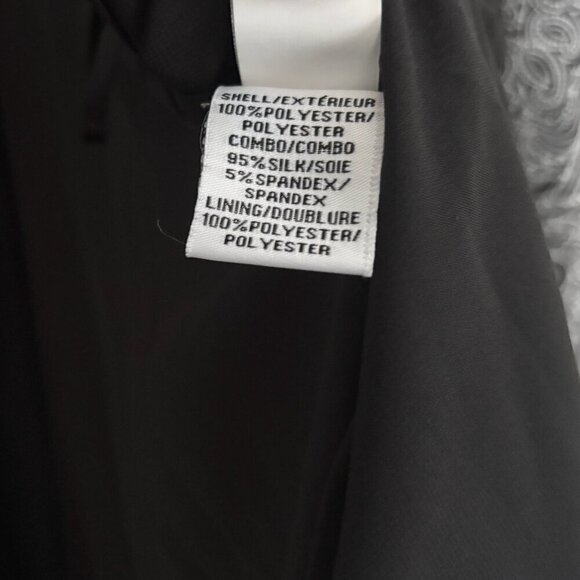 SHELL/EXTÉRIEUR
100%POLYESTER/
POLYESTER
COMBO/COMBO
95%SILK/SOIE
5%SPANDEX/
SPANDEX
LINING/DOUBLURE
100%POLYESTER/
POLYESTER